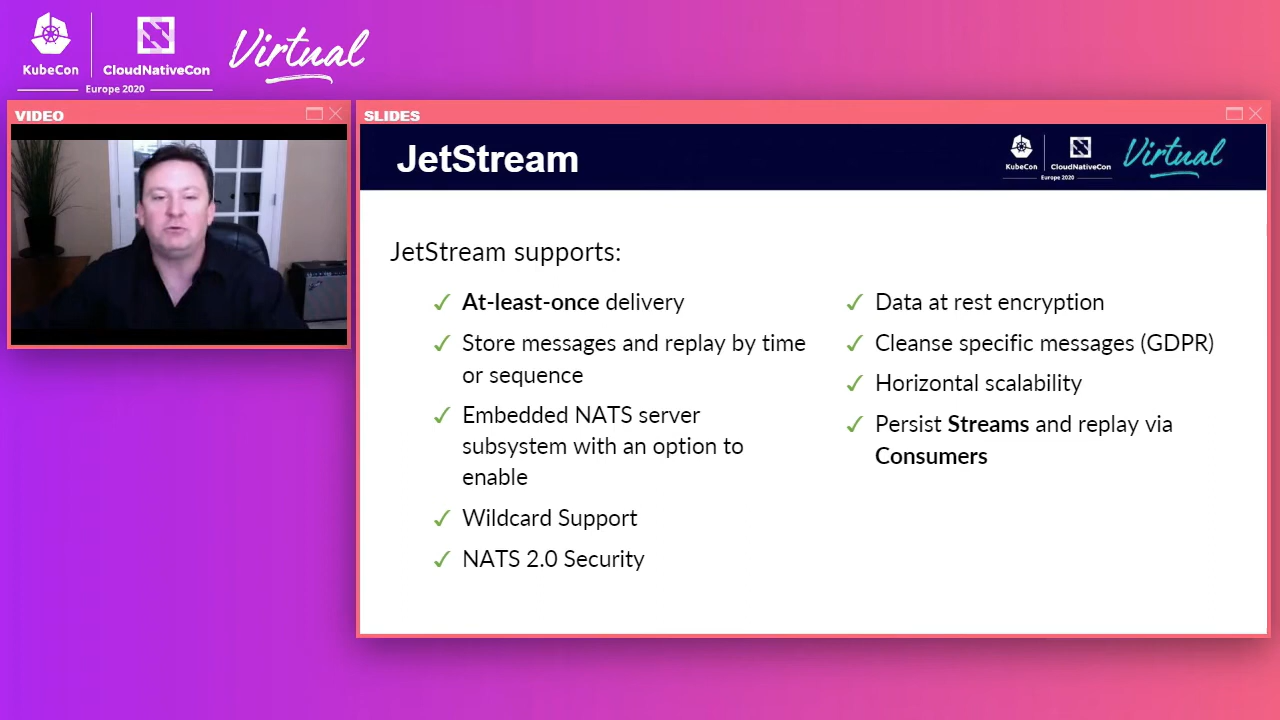 KubeCon
CloudNativeCon
Europe 2020
Virtual
VIDEO
SLIDES
JetStream
KubeCon
CloudNativeCon
Europe 2020
Virtual
JetStream supports:
✓ At-least-once delivery
✓ Store messages and replay by time
or sequence
✓ Embedded NATS server
subsystem with an option to
enable
✓ Wildcard Support
✓ NATS 2.0 Security
✓ Data at rest encryption
✓ Cleanse specific messages (GDPR)
✓ Horizontal scalability
✓ Persist Streams and replay via
Consumers